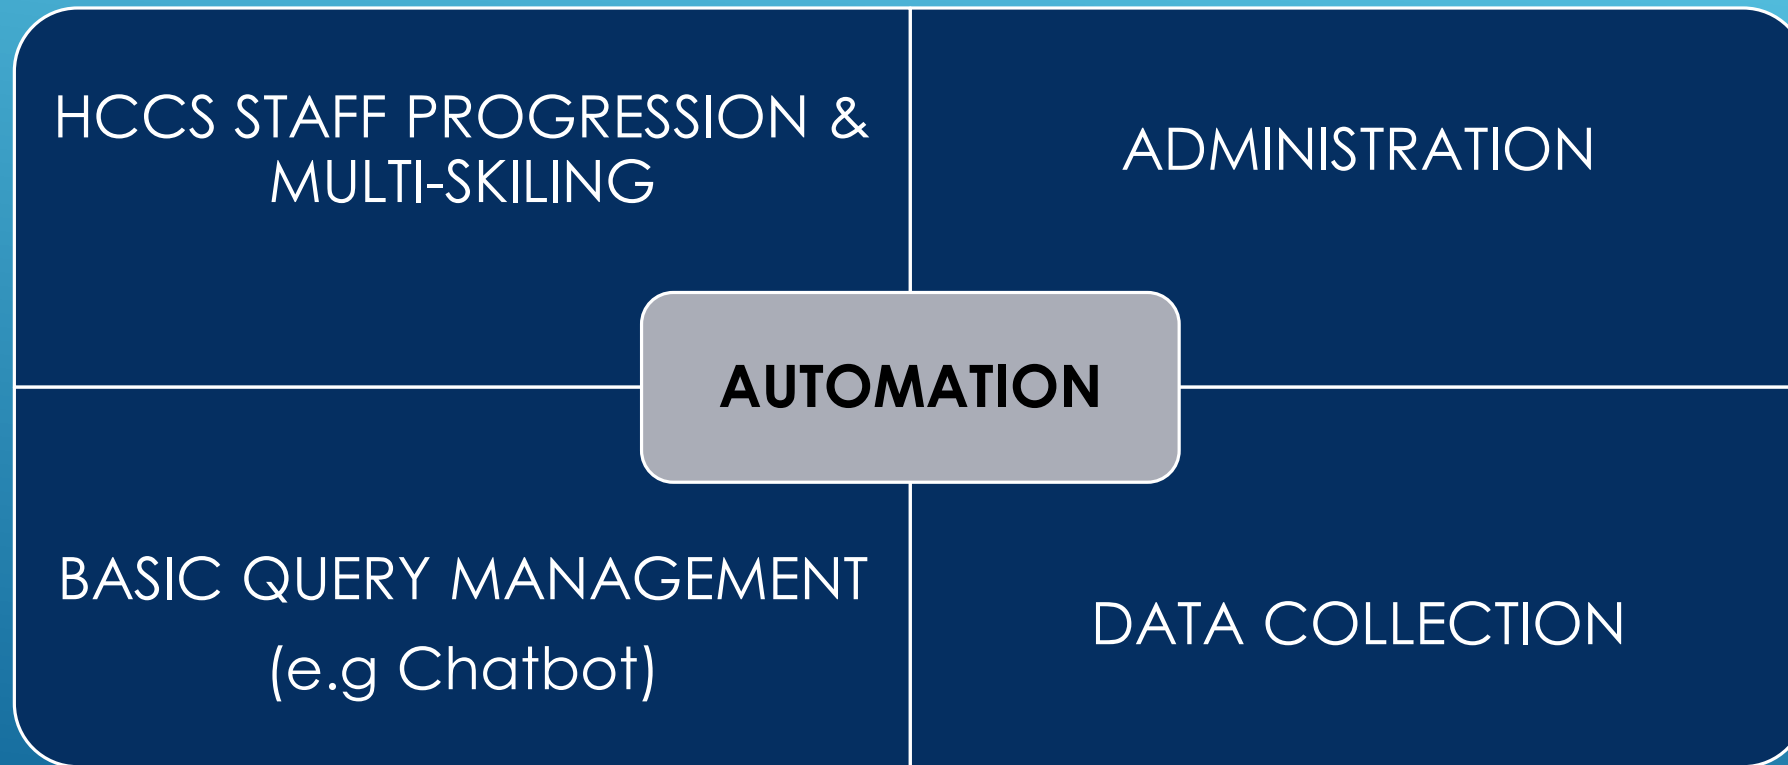 HCCS STAFF PROGRESSION &
MULTI-SKILING
ADMINISTRATION
AUTOMATION
BASIC QUERY MANAGEMENT
(e.g Chatbot)
DATA COLLECTION